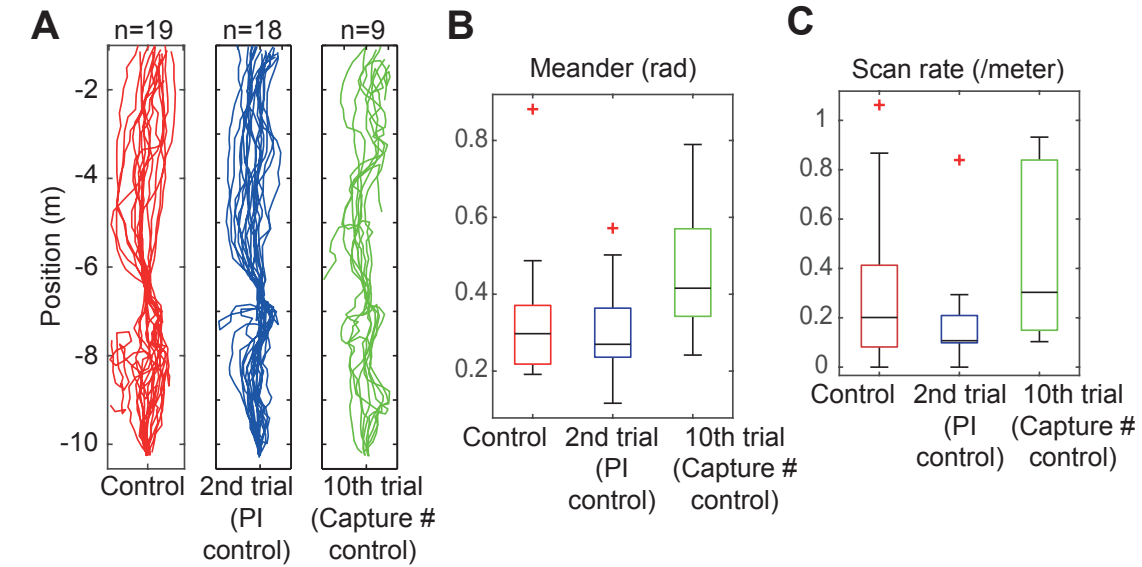 A
n=19
n=18
n=9
Position (m)
-2
-4
-6
-8
-10
Control
2nd trial
(PI
control)
10th trial
(Capture #
control)
B
Meander (rad)
0.8
0.6
0.4
0.2
Control
2nd trial
(PI
control)
10th trial
(Capture #
control)
C
Scan rate (/meter)
1
0.8
0.6
0.4
0.2
0
Control
2nd trial
(PI
control)
10th trial
(Capture #
control)